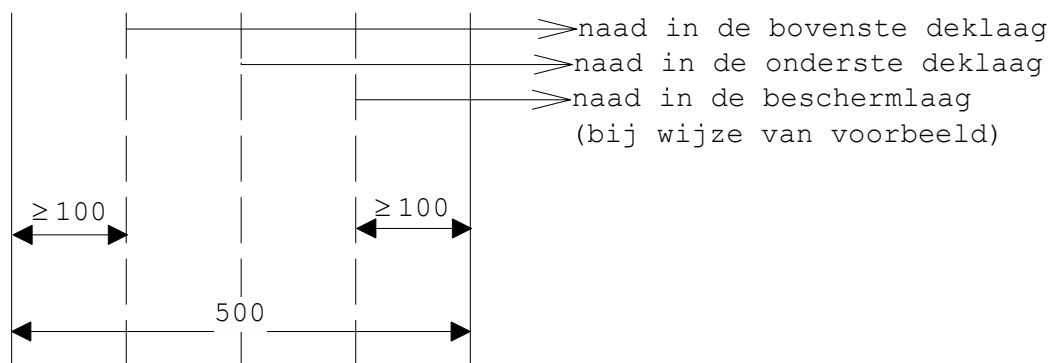 naad in de bovenste deklaag
naad in de onderste deklaag
naad in de beschermlaag
(bij wijze van voorbeeld)
≥100
≥100
500